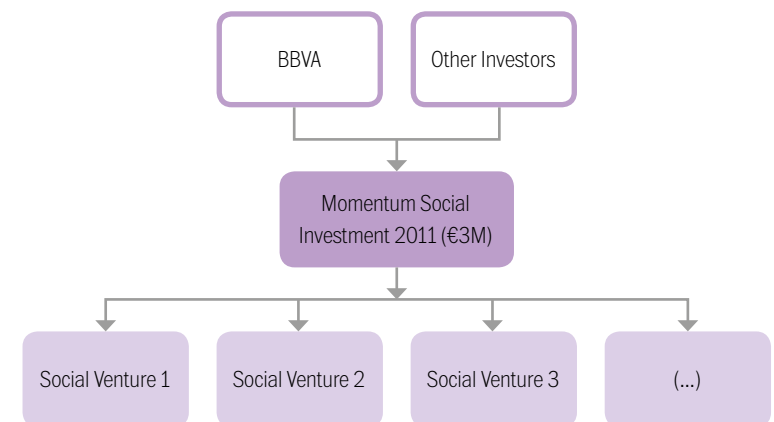 BBVA
Other Investors
Momentum Social
Investment 2011 (€3M)
Social Venture 1
Social Venture 2
Social Venture 3
(...)